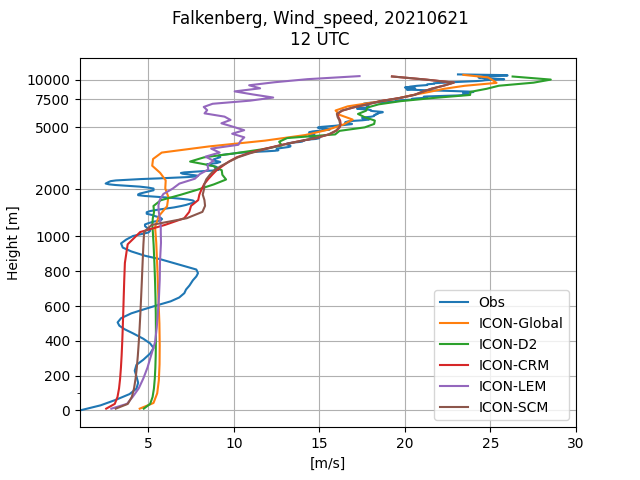 Falkenberg, Wind_speed, 20210621
12 UTC
Height [m]
10000
7500
5000
2000
1000
800
600
400
200
0
5
10
15
20
25
30
[m/s]
Obs
ICON-Global
ICON-D2
ICON-CRM
ICON-LEM
ICON-SCM